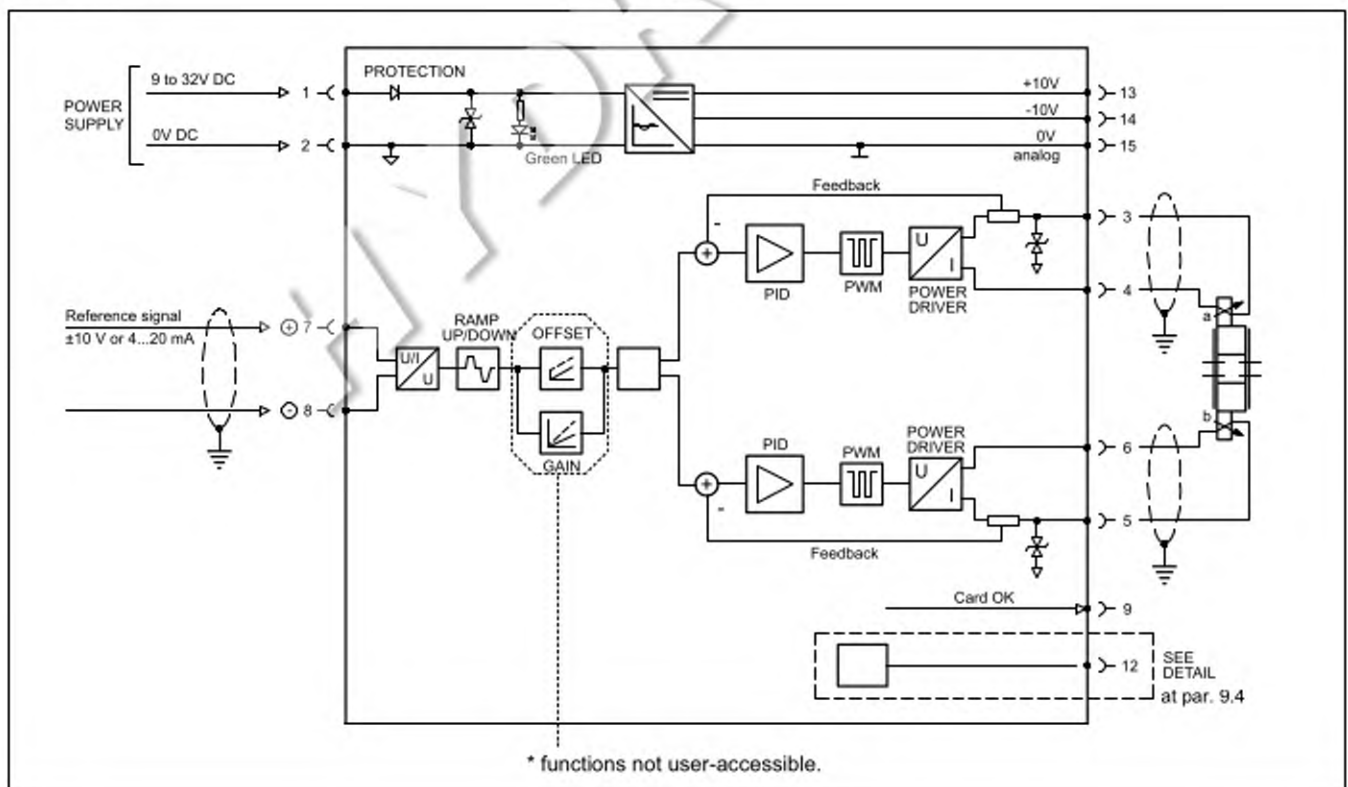 POWER
SUPPLY
9 to 32V DC
0V DC
1
2
PROTECTION
Green LED
+10V
13
-10V
14
0V
analog
15
Feedback
-
+
PID
PWM
U
I
POWER
DRIVER
3
4
a
Reference signal
±10 V or 4...20 mA
+
7
-
8
U/I
U
RAMP
UP/DOWN
OFFSET
GAIN
+
-
PID
PWM
POWER
DRIVER
U
I
Feedback
b
6
5
Card OK
9
12
SEE
DETAIL
at par. 9.4
* functions not user-accessible.